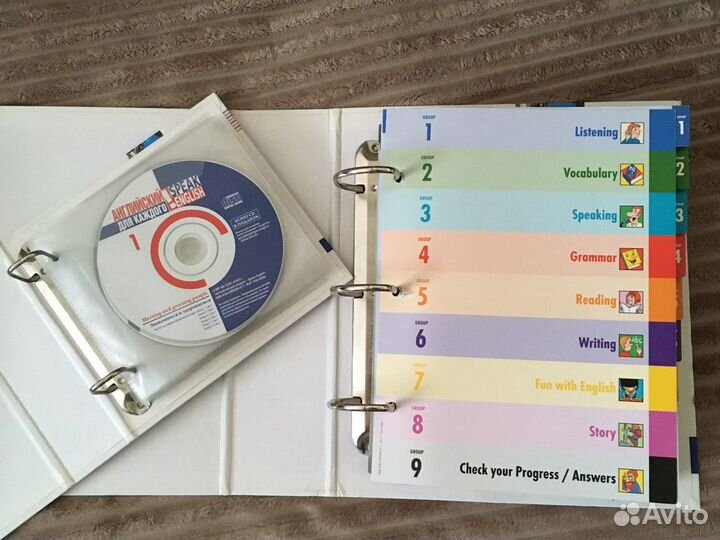 АНГЛИЙСКИЙ
ДЛЯ КАЖДОГО
I SPEAK
ENGLISH
1
Meeting and greeting people
Знакомимся и здороваемся
GROUP
1
Listening
1
GROUP
2
Vocabulary
2
GROUP
3
Speaking
3
GROUP
4
Grammar
4
GROUP
5
Reading
GROUP
6
Writing
GROUP
7
Fun with English
GROUP
8
Story
GROUP
9
Check your Progress / Answers
Avito